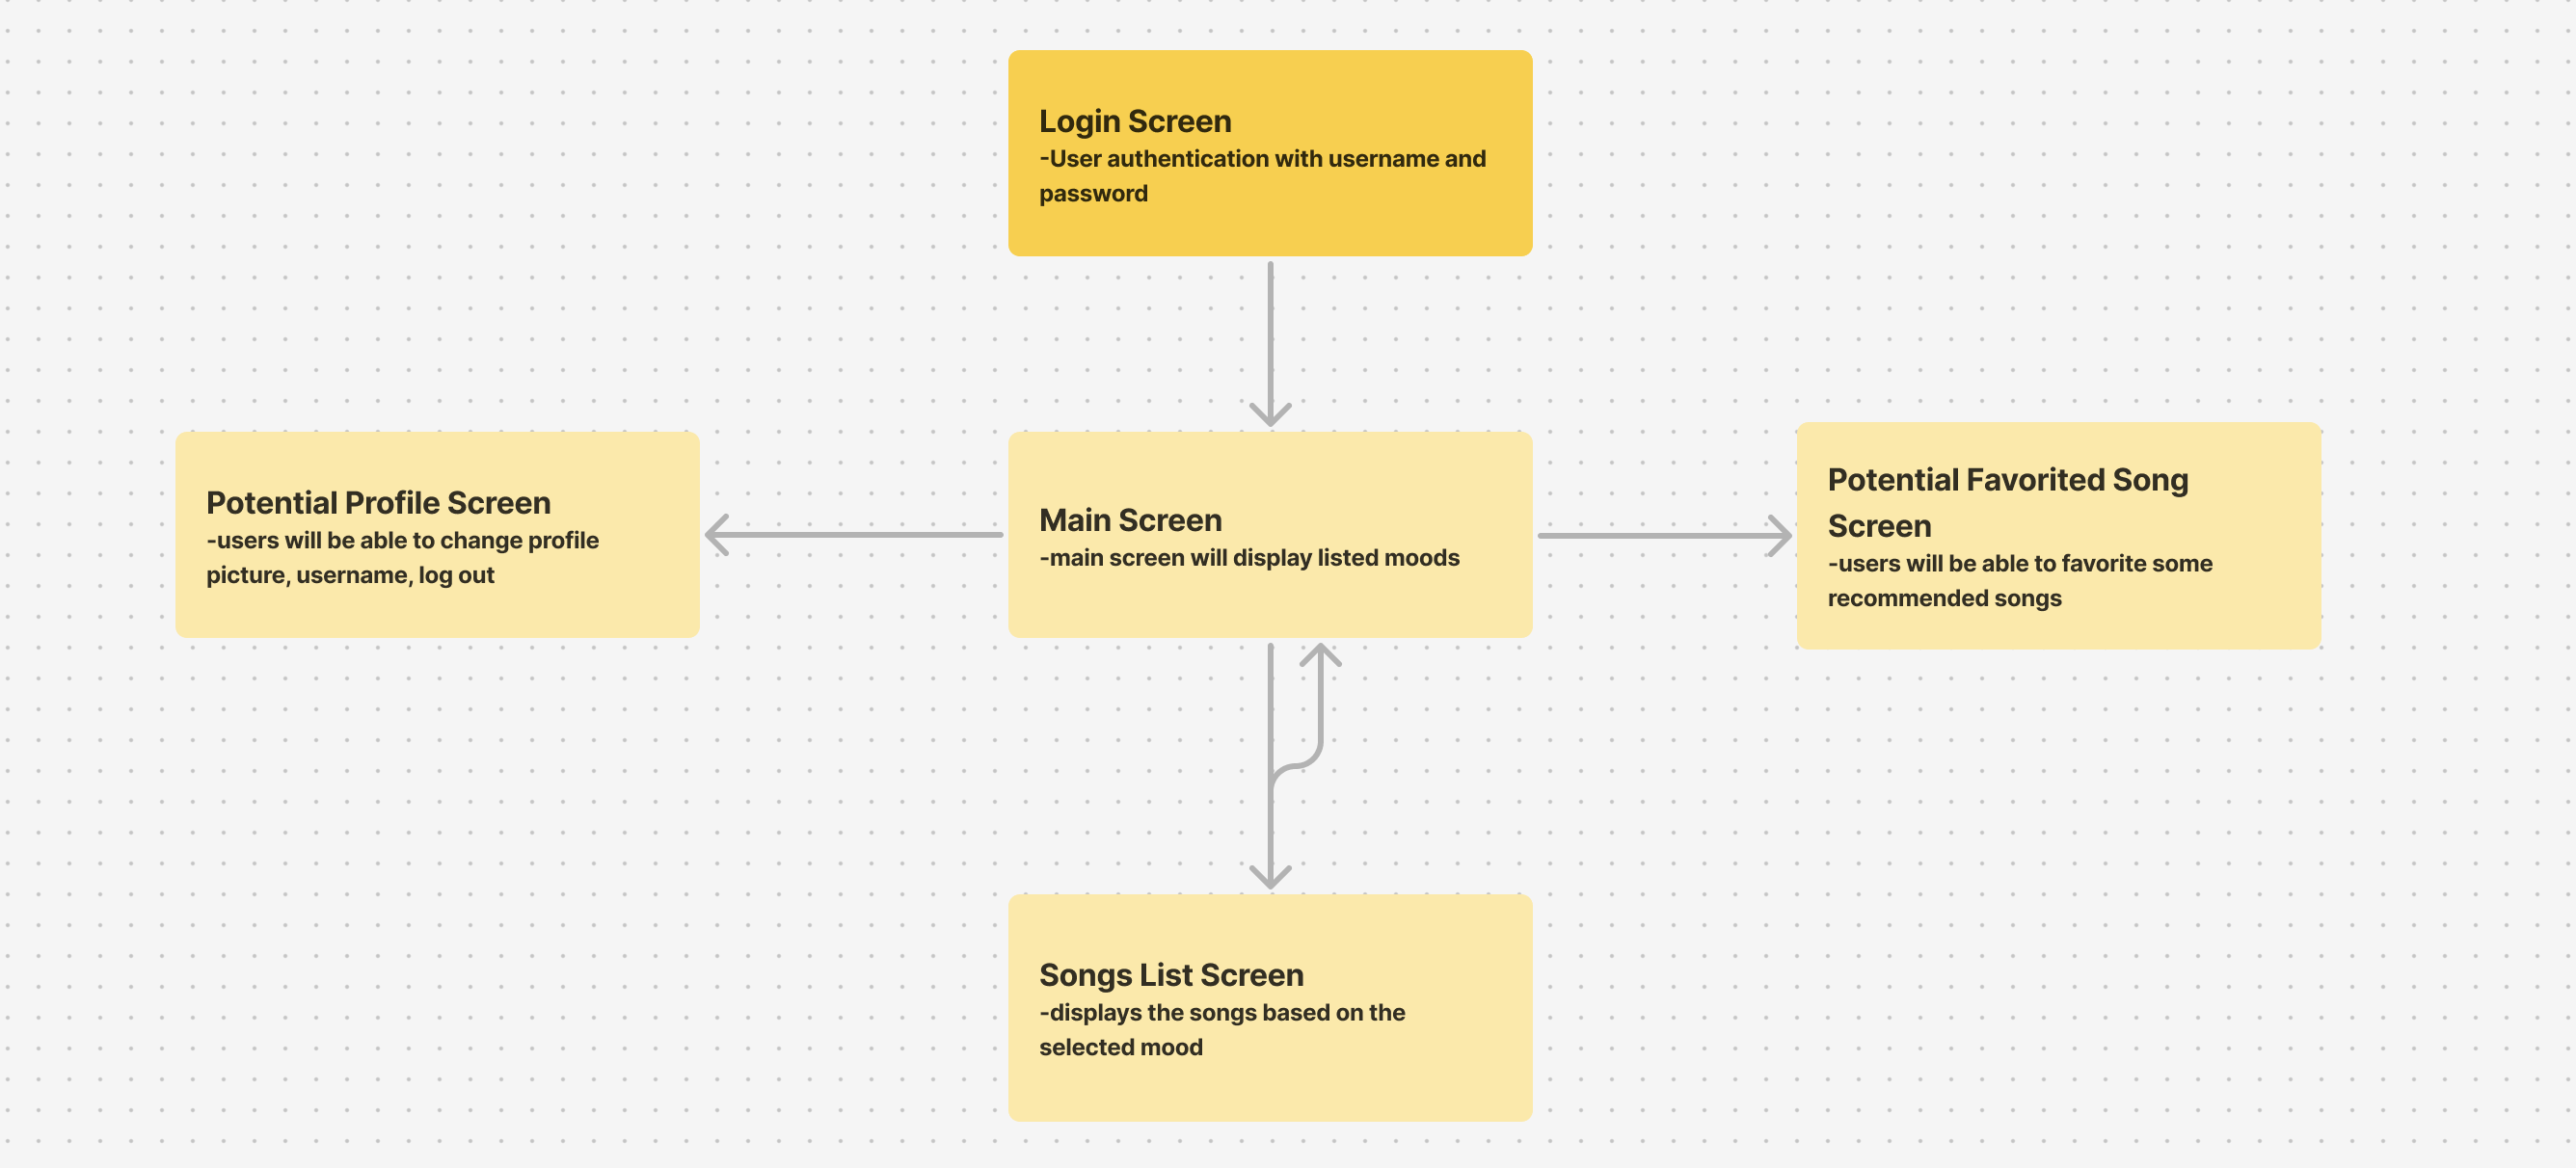 Login Screen
-User authentication with username and
password
Potential Profile Screen
-users will be able to change profile
picture, username, log out
Main Screen
-main screen will display listed moods
Potential Favorited Song
Screen
-users will be able to favorite some
recommended songs
Songs List Screen
-displays the songs based on the
selected mood